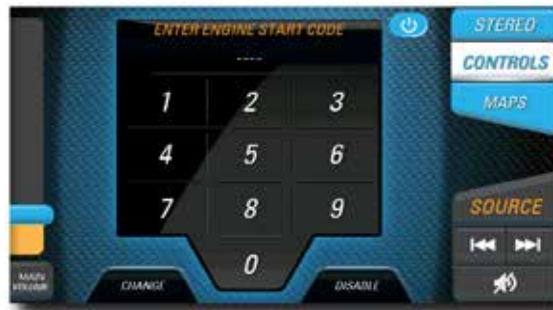 ENTER ENGINE START CODE
----
1 2 3
4 5 6
7 8 9
0
CHANGE
DISABLE
MAIN
VOLUME
STEREO
CONTROLS
MAPS
SOURCE